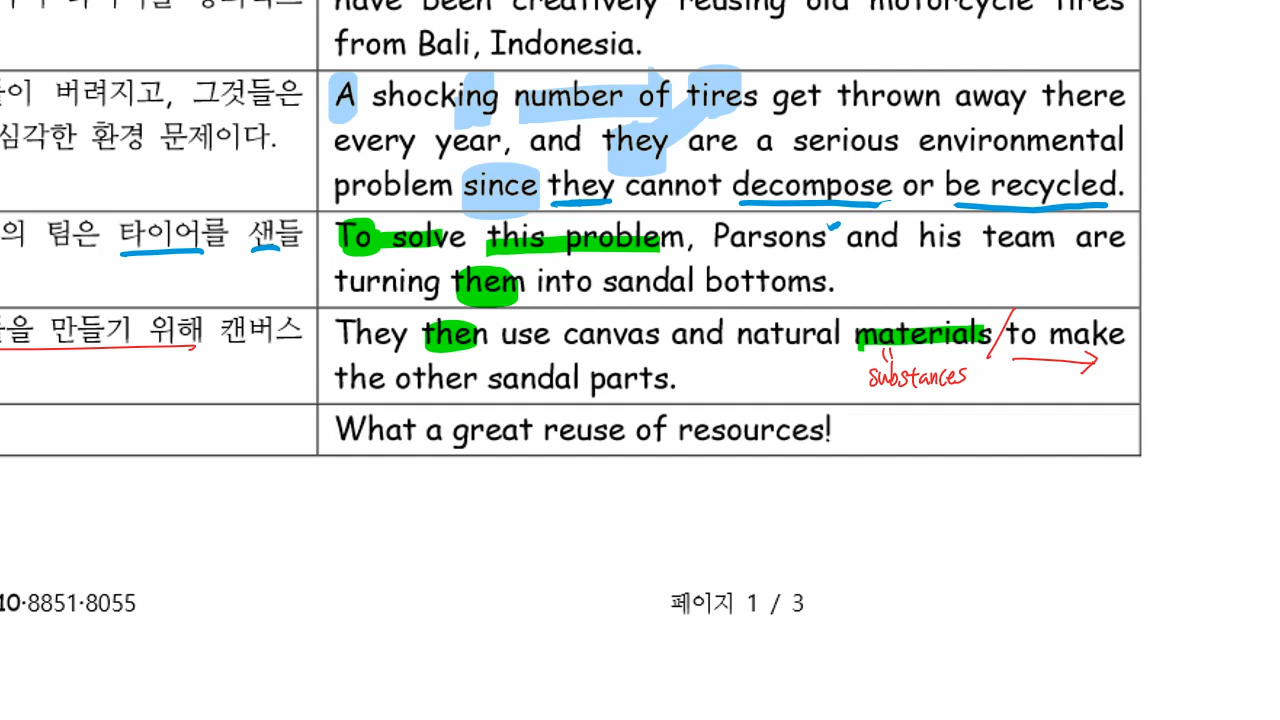 have been creatively reusing old motorcycle tires
from Bali, Indonesia.
버려지고, 그것들은
A shocking number of tires get thrown away there
심각한 환경 문제이다.
every year, and they are a serious environmental
problem since they cannot decompose or be recycled.
의 팀은 타이어를 샌들
To solve this problem, Parsons and his team are
turning them into sandal bottoms.
만들기 위해 캔버스
They then use canvas and natural materials / to make
substances
the other sandal parts.
What a great reuse of resources!
10·8851·8055
페이지 1 / 3